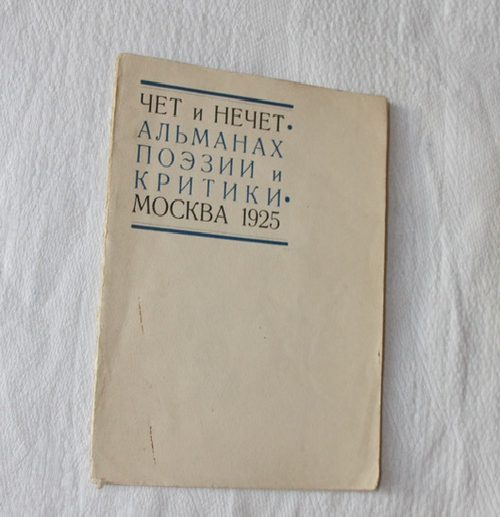 ЧЕТ и НЕЧЕТ•
АЛЬМАНАХ
ПОЭЗИИ и
КРИТИКИ•
МОСКВА 1925